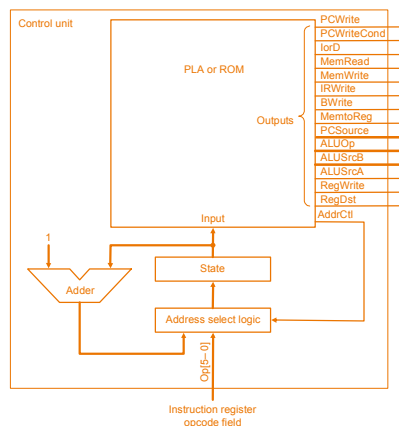 Control unit
PLA or ROM
Outputs
PCWrite
PCWriteCond
IorD
MemRead
MemWrite
IRWrite
BWrite
MemtoReg
PCSource
ALUOp
ALUSrcB
ALUSrcA
RegWrite
RegDst
AddrCtl
Input
1
State
Adder
Address select logic
Op[5–0]
Instruction register
opcode field